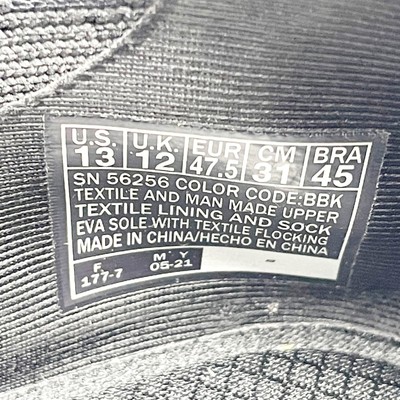 U.S. U.K. EUR CM BRA
13 12 47.5 31 45
SN 56256 COLOR CODE:BBK
TEXTILE AND MAN MADE UPPER
TEXTILE LINING AND SOCK
EVA SOLE WITH TEXTILE FLOCKING
MADE IN CHINA/HECHO EN CHINA
F. M Y
177-7 05-21